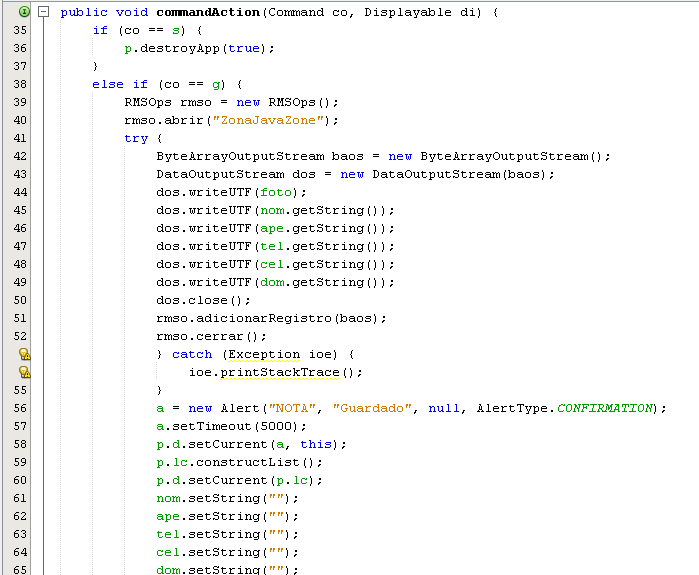 public void commandAction(Command co, Displayable di) {
35 if (co == s) {
36 p.destroyApp(true);
37 }
38 else if (co == g) {
39 RMSOps rmso = new RMSOps();
40 rmso.abrir("ZonaJavaZone");
41 try {
42 ByteArrayOutputStream baos = new ByteArrayOutputStream();
43 DataOutputStream dos = new DataOutputStream(baos);
44 dos.writeUTF(foto);
45 dos.writeUTF(nom.getString());
46 dos.writeUTF(ape.getString());
47 dos.writeUTF(tel.getString());
48 dos.writeUTF(cel.getString());
49 dos.writeUTF(dom.getString());
50 dos.close();
51 rmso.adicionarRegistro(baos);
52 rmso.cerrar();
} catch (Exception ioe) {
ioe.printStackTrace();
55 }
56 a = new Alert("NOTA", "Guardado", null, AlertType.CONFIRMATION);
57 a.setTimeout(5000);
58 p.d.setCurrent(a, this);
59 p.lc.constructList();
60 p.d.setCurrent(p.lc);
61 nom.setString("");
62 ape.setString("");
63 tel.setString("");
64 cel.setString("");
65 dom.setString("");